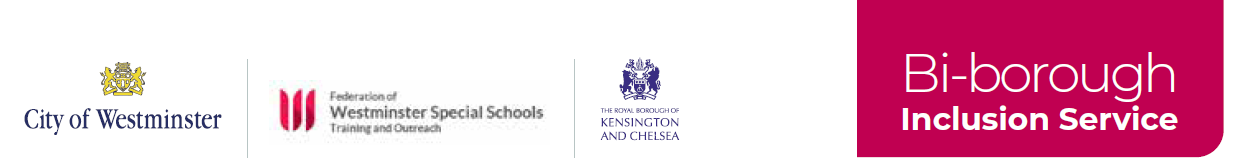 City of Westminster
Federation of
Westminster Special Schools
Training and Outreach
THE ROYAL BOROUGH OF
KENSINGTON
AND CHELSEA
Bi-borough
Inclusion Service